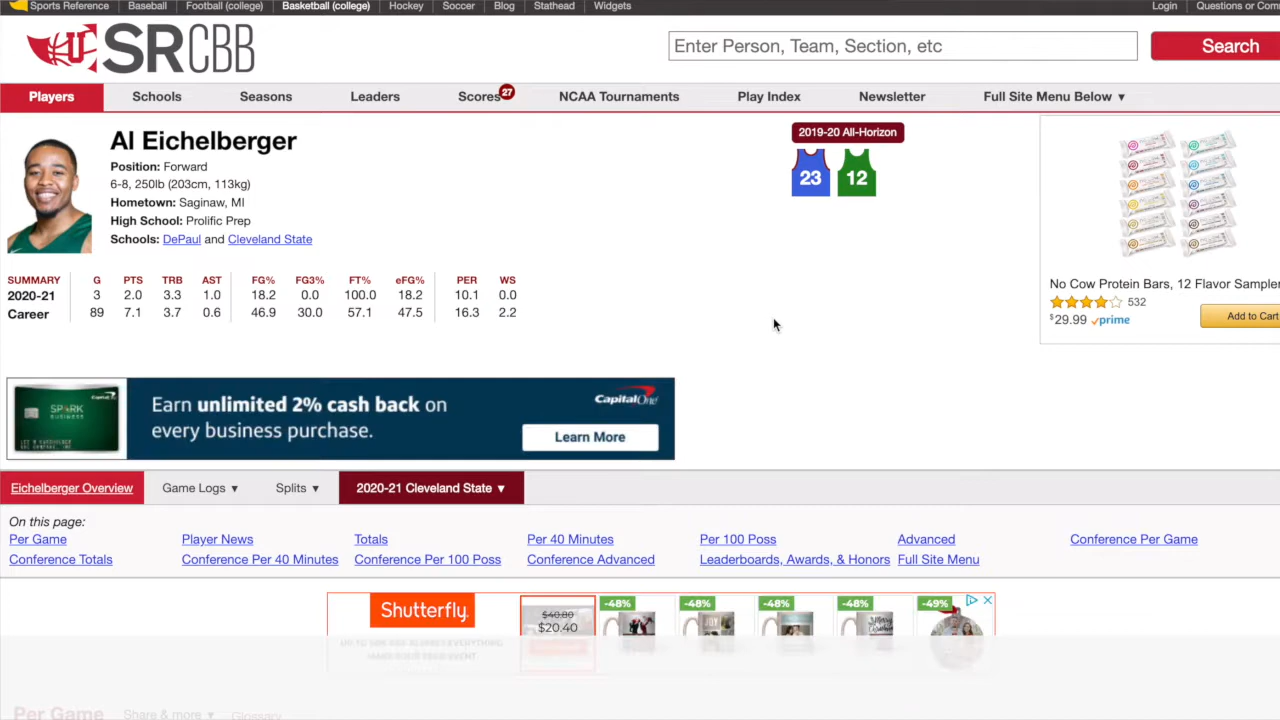 Sports Reference Baseball Football (college) Basketball (college) Hockey Soccer Blog Stathead Widgets Login Questions or Com
SRCBB
Enter Person, Team, Section, etc Search
Players Schools Seasons Leaders Scores 27 NCAA Tournaments Play Index Newsletter Full Site Menu Below ▼
Al Eichelberger
Position: Forward
6-8, 250lb (203cm, 113kg)
Hometown: Saginaw, MI
High School: Prolific Prep
Schools: DePaul and Cleveland State
2019-20 All-Horizon
23 12
SUMMARY G PTS TRB AST FG% FG3% FT% eFG% PER WS
2020-21 3 2.0 3.3 1.0 18.2 0.0 100.0 18.2 10.1 0.0
Career 89 7.1 3.7 0.6 46.9 30.0 57.1 47.5 16.3 2.2
No Cow Protein Bars, 12 Flavor Sampler
532
$29.99 prime
Add to Cart
SPARK
BUSINESS
Earn unlimited 2% cash back on
every business purchase.
Capital One
Learn More
Eichelberger Overview Game Logs ▼ Splits ▼ 2020-21 Cleveland State ▼
On this page:
Per Game Player News Totals Per 40 Minutes Per 100 Poss Advanced Conference Per Game
Conference Totals Conference Per 40 Minutes Conference Per 100 Poss Conference Advanced Leaderboards, Awards, & Honors Full Site Menu
Shutterfly.
$40.80
$20.40
-48% -48% -48% -48% -49%
JOY
Per Game Share & more ▼ Glossary